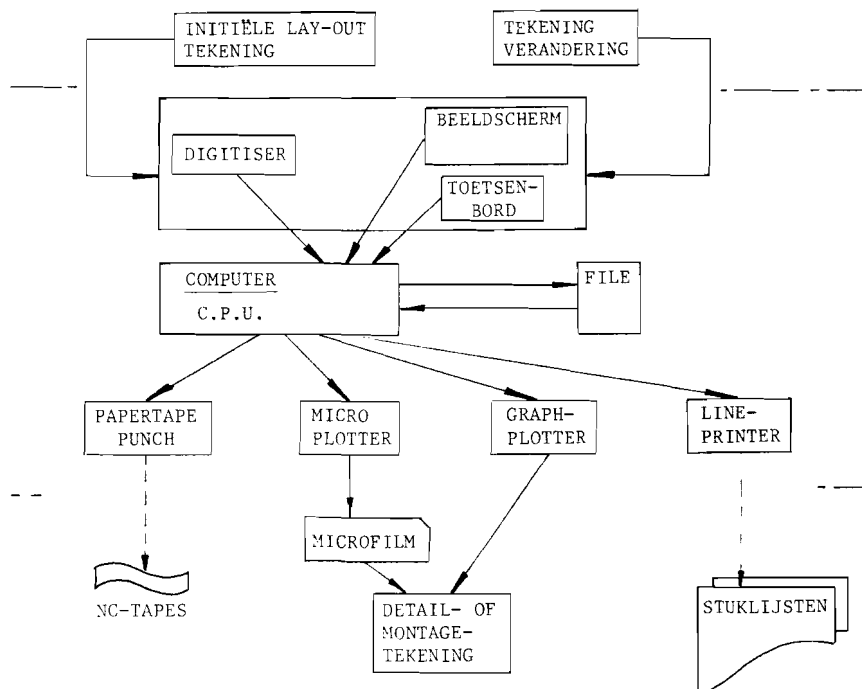 INITIËLE LAY-OUT
TEKENING
TEKENING
VERANDERING
BEELDSCHERM
DIGITISER
TOETSEN-
BORD
COMPUTER
C.P.U.
FILE
PAPERTAPE
PUNCH
MICRO
PLOTTER
GRAPH-
PLOTTER
LINE-
PRINTER
MICROFILM
NC-TAPES
DETAIL- OF
MONTAGE-
TEKENING
STUKLIJSTEN